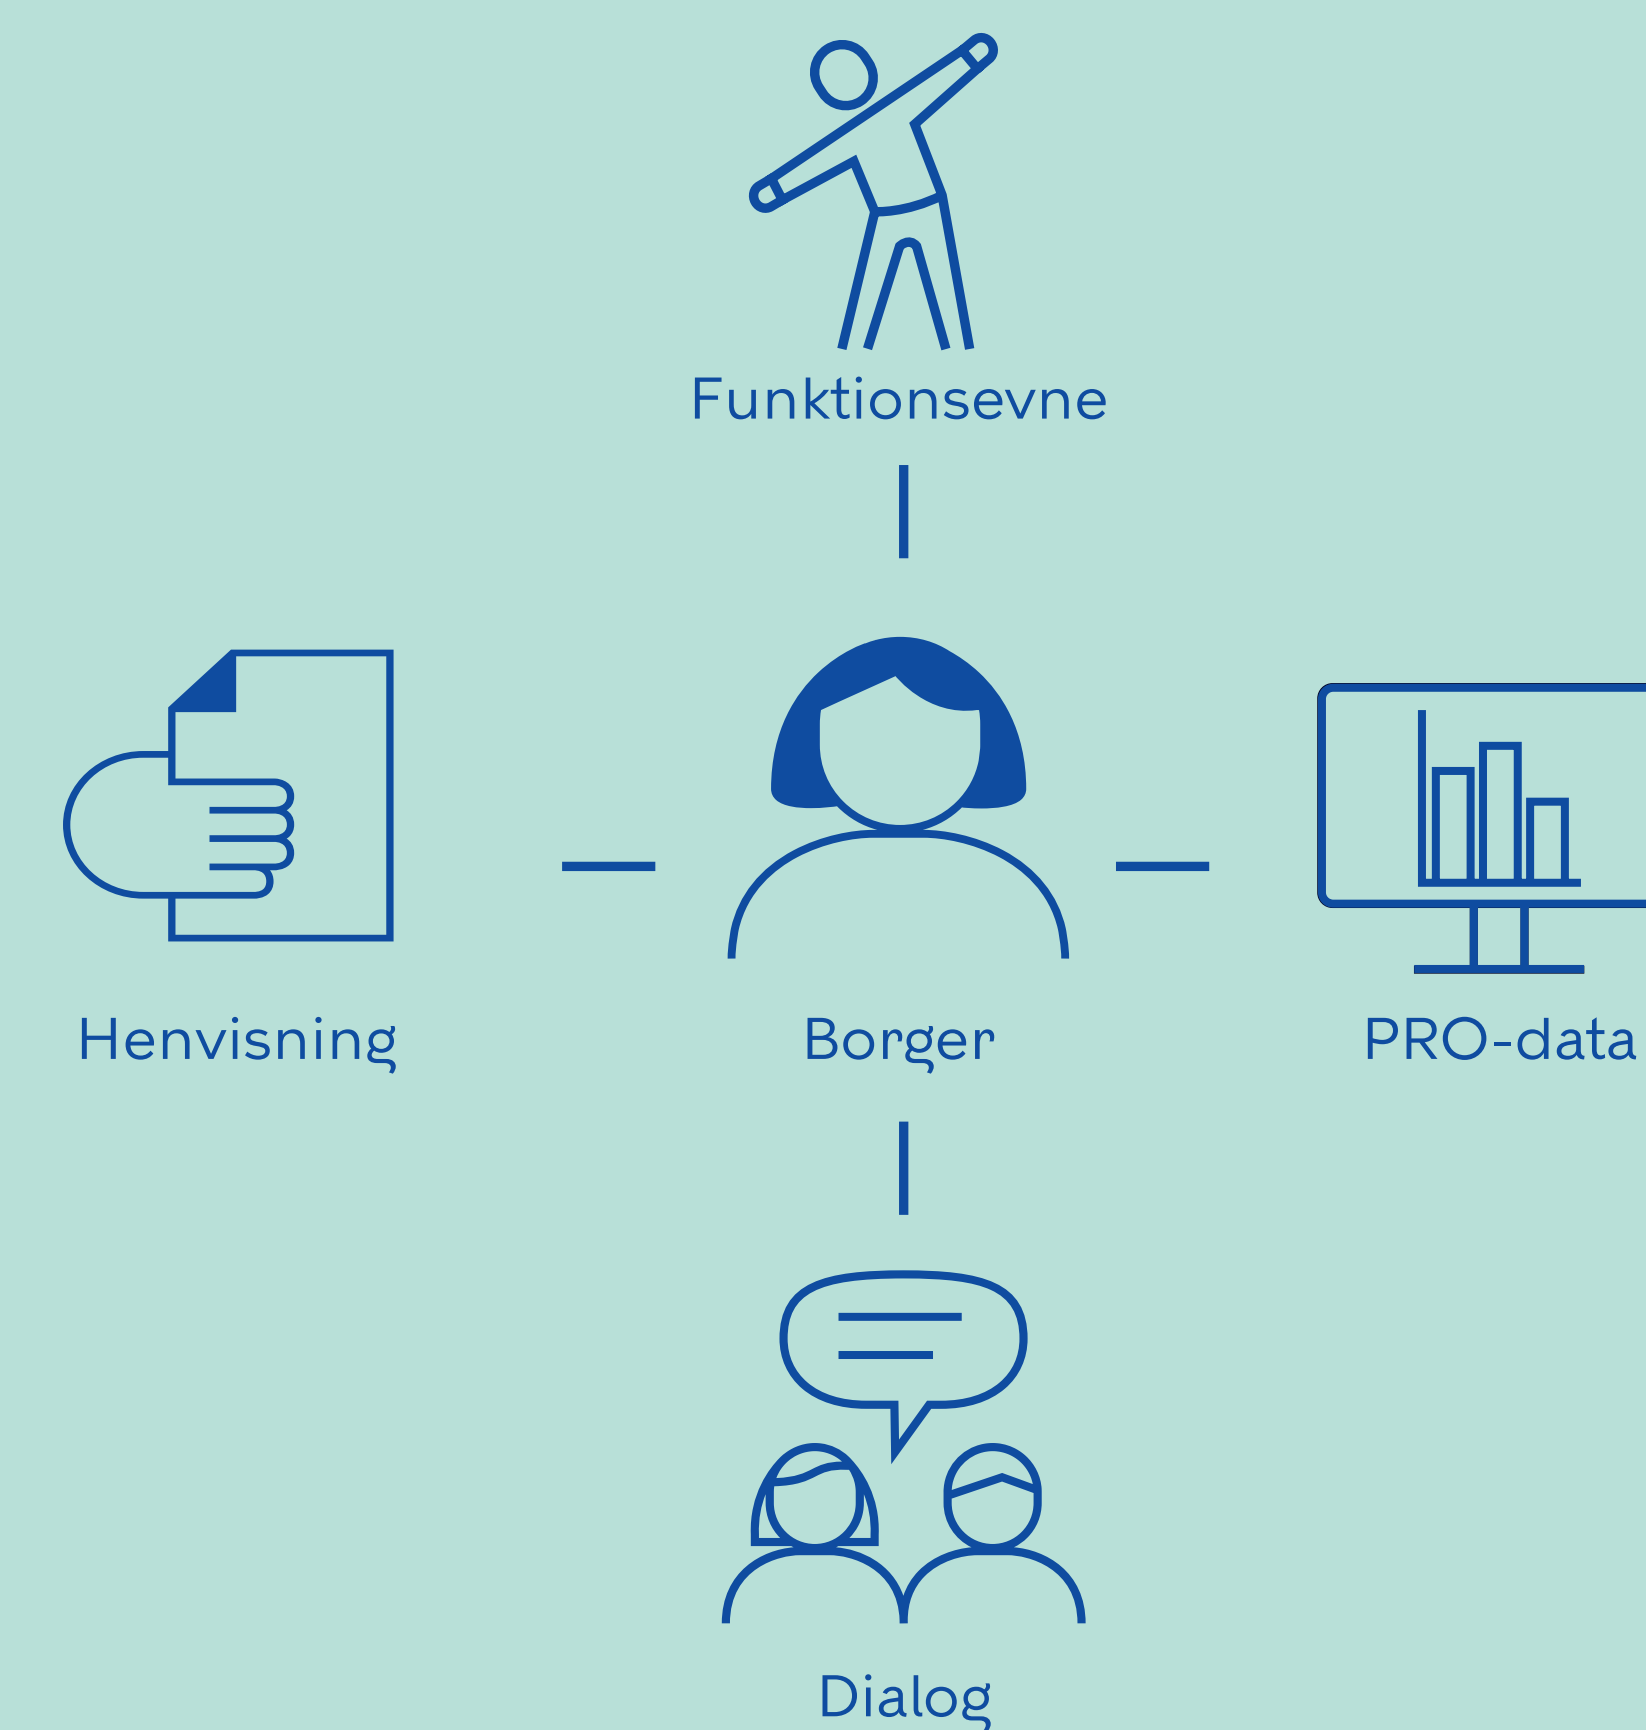 Funktionsevne
Henvisning
Borger
PRO-data
Dialog